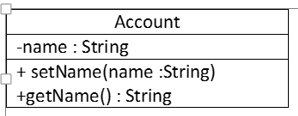 Account
-name : String
+ setName(name :String)
+getName() : String